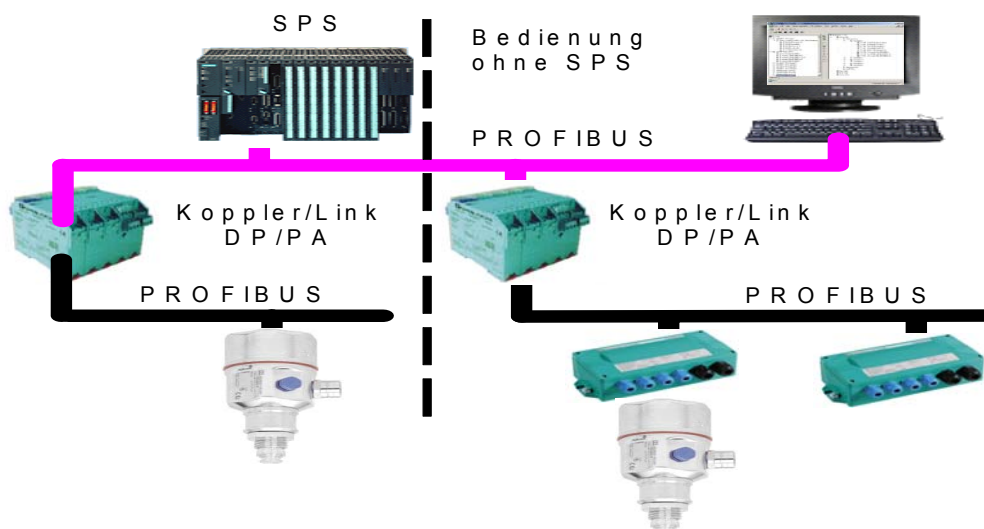 SPS
Bedienung
ohne SPS
PROFIBUS
Koppler/Link
DP/PA
Koppler/Link
DP/PA
PROFIBUS
PROFIBUS